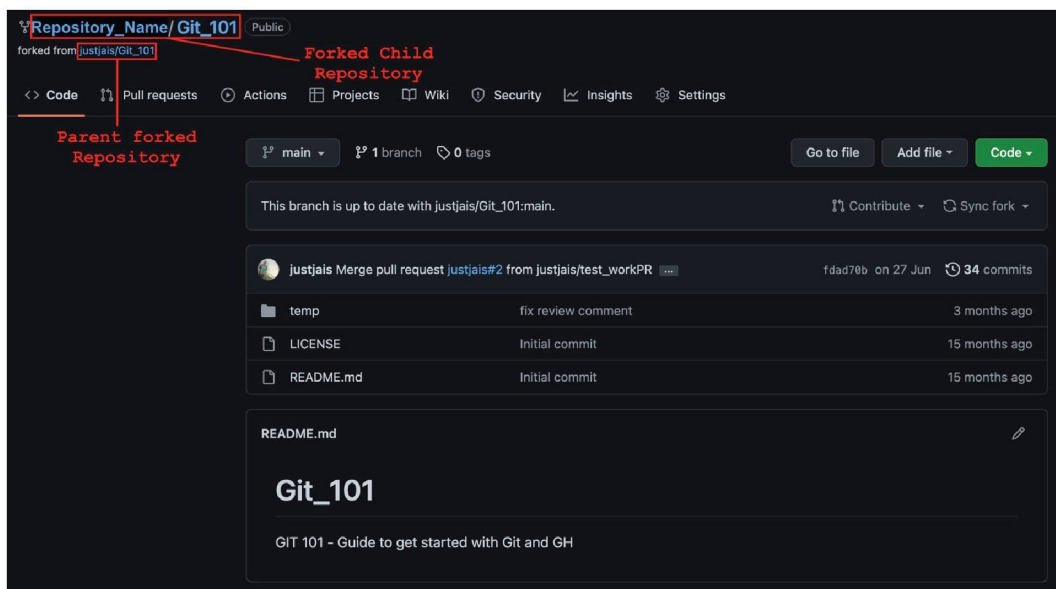 Repository_Name/Git_101 Public
forked from justjais/Git_101
Forked Child
Repository
Code Pull requests Actions Projects Wiki Security Insights Settings
Parent forked
Repository
main 1 branch 0 tags Go to file Add file Code
This branch is up to date with justjais/Git_101:main. Contribute Sync fork
justjais Merge pull request justjais#2 from justjais/test_workPR ... fdad70b on 27 Jun 34 commits
temp fix review comment 3 months ago
LICENSE Initial commit 15 months ago
README.md Initial commit 15 months ago
README.md
Git_101
GIT 101 - Guide to get started with Git and GH